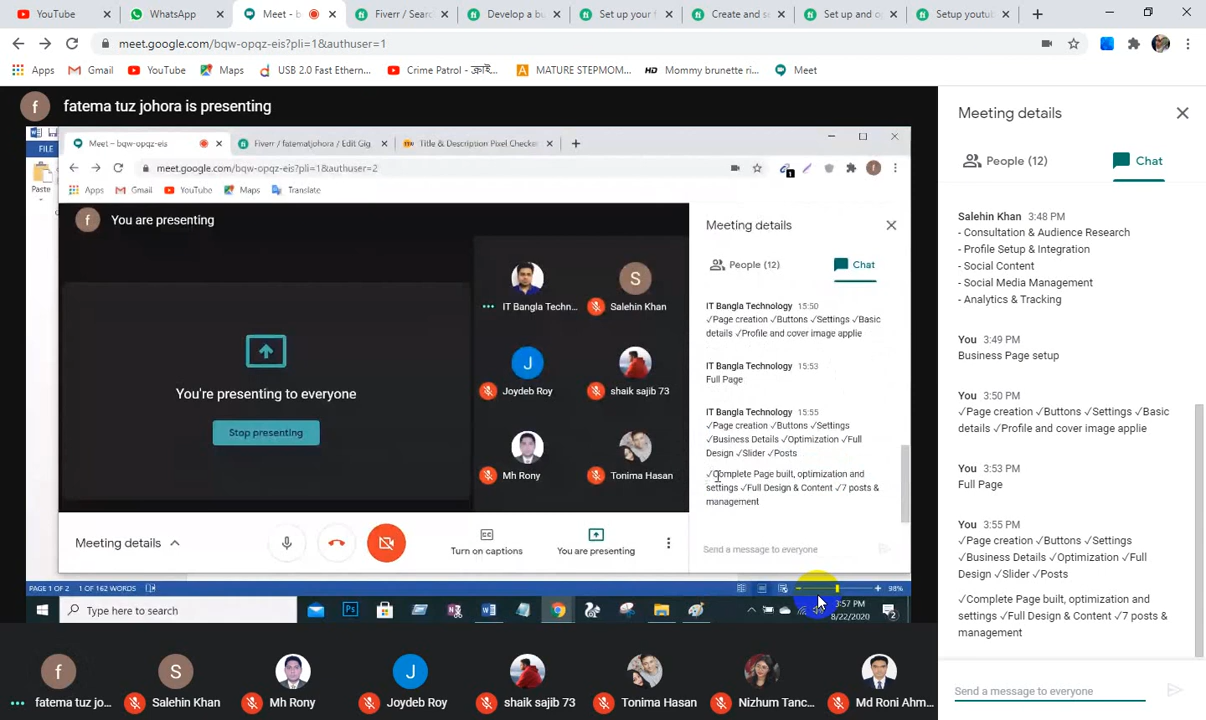 YouTube
WhatsApp
Meet - b
Fiverr / Sear
Develop a bu
Set up your f
Create and s
Set up and o
Setup youtub
meet.google.com/bqw-opqz-eis?pli=1&authuser=1
Apps
Gmail
YouTube
Maps
USB 2.0 Fast Ethern...
Crime Patrol - ক্রাই...
MATURE STEPMOM...
Mommy brunette ri...
Meet
fatema tuz johora is presenting
FILE
Paste
Meet – bqw-opqz-eis
Fiverr / fatematjohora / Edit Gig
Title & Description Pixel Checker
meet.google.com/bqw-opqz-eis?pli=1&authuser=2
Apps
Gmail
YouTube
Maps
Translate
You are presenting
You're presenting to everyone
Stop presenting
IT Bangla Techn...
Salehin Khan
Joydeb Roy
shaik sajib 73
Mh Rony
Tonima Hasan
Meeting details
People (12)
Chat
IT Bangla Technology 15:50
✓Page creation ✓Buttons ✓Settings ✓Basic
details ✓Profile and cover image applie
IT Bangla Technology 15:53
Full Page
IT Bangla Technology 15:55
✓Page creation ✓Buttons ✓Settings
✓Business Details ✓Optimization ✓Full
Design ✓Slider ✓Posts
✓Complete Page built, optimization and
settings ✓Full Design & Content ✓7 posts &
management
Send a message to everyone
Meeting details
Turn on captions
You are presenting
PAGE 1 OF 2
1 OF 162 WORDS
98%
Type here to search
3:57 PM
8/22/2020
fatema tuz jo...
Salehin Khan
Mh Rony
Joydeb Roy
shaik sajib 73
Tonima Hasan
Nizhum Tanc...
Md Roni Ahm...
Meeting details
People (12)
Chat
Salehin Khan 3:48 PM
- Consultation & Audience Research
- Profile Setup & Integration
- Social Content
- Social Media Management
- Analytics & Tracking
You 3:49 PM
Business Page setup
You 3:50 PM
✓Page creation ✓Buttons ✓Settings ✓Basic
details ✓Profile and cover image applie
You 3:53 PM
Full Page
You 3:55 PM
✓Page creation ✓Buttons ✓Settings
✓Business Details ✓Optimization ✓Full
Design ✓Slider ✓Posts
✓Complete Page built, optimization and
settings ✓Full Design & Content ✓7 posts &
management
Send a message to everyone